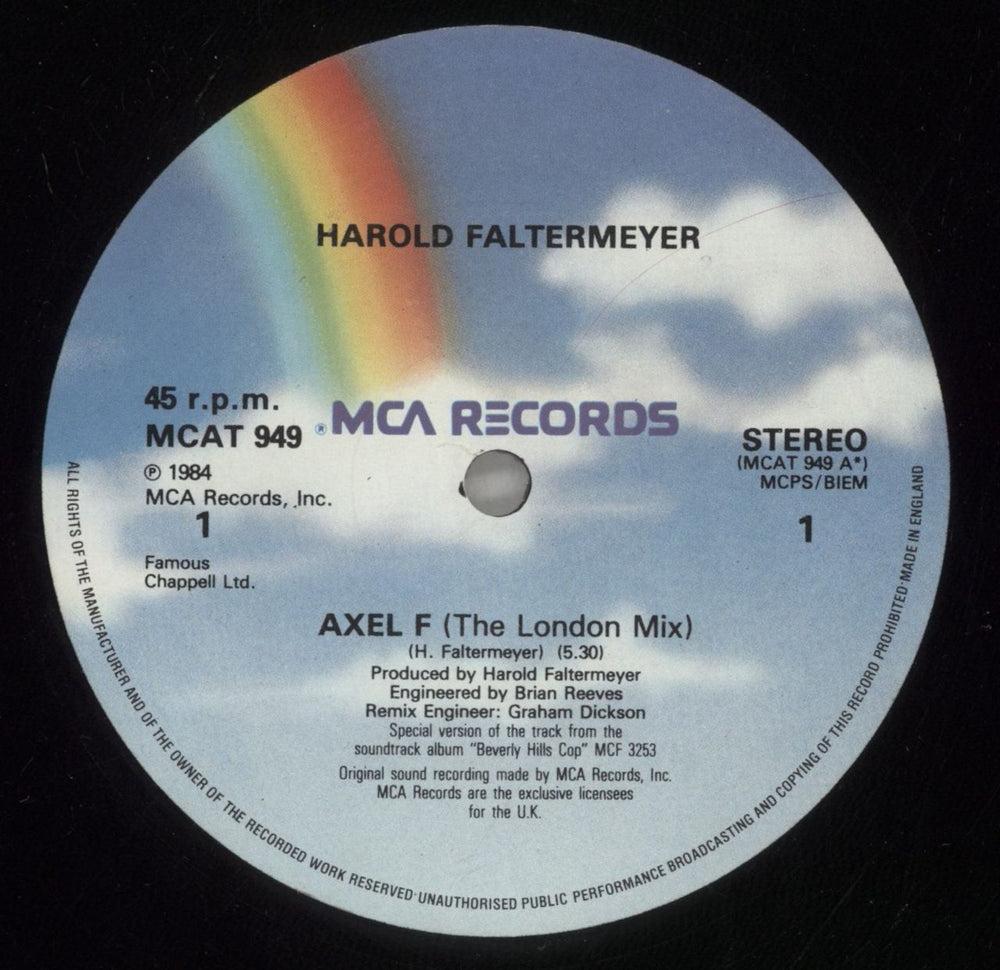 HAROLD FALTERMEYER
45 r.p.m.
MCAT 949
® MCA RECORDS
℗ 1984
MCA Records, Inc.
1
Famous
Chappell Ltd.
STEREO
(MCAT 949 A*)
MCPS/BIEM
1
AXEL F (The London Mix)
(H. Faltermeyer) (5.30)
Produced by Harold Faltermeyer
Engineered by Brian Reeves
Remix Engineer: Graham Dickson
Special version of the track from the
soundtrack album "Beverly Hills Cop" MCF 3253
Original sound recording made by MCA Records, Inc.
MCA Records are the exclusive licensees
for the U.K.
ALL RIGHTS OF THE MANUFACTURER AND OF THE OWNER OF THE RECORDED WORK RESERVED·UNAUTHORISED PUBLIC PERFORMANCE BROADCASTING AND COPYING OF THIS RECORD PROHIBITED·MADE IN ENGLAND